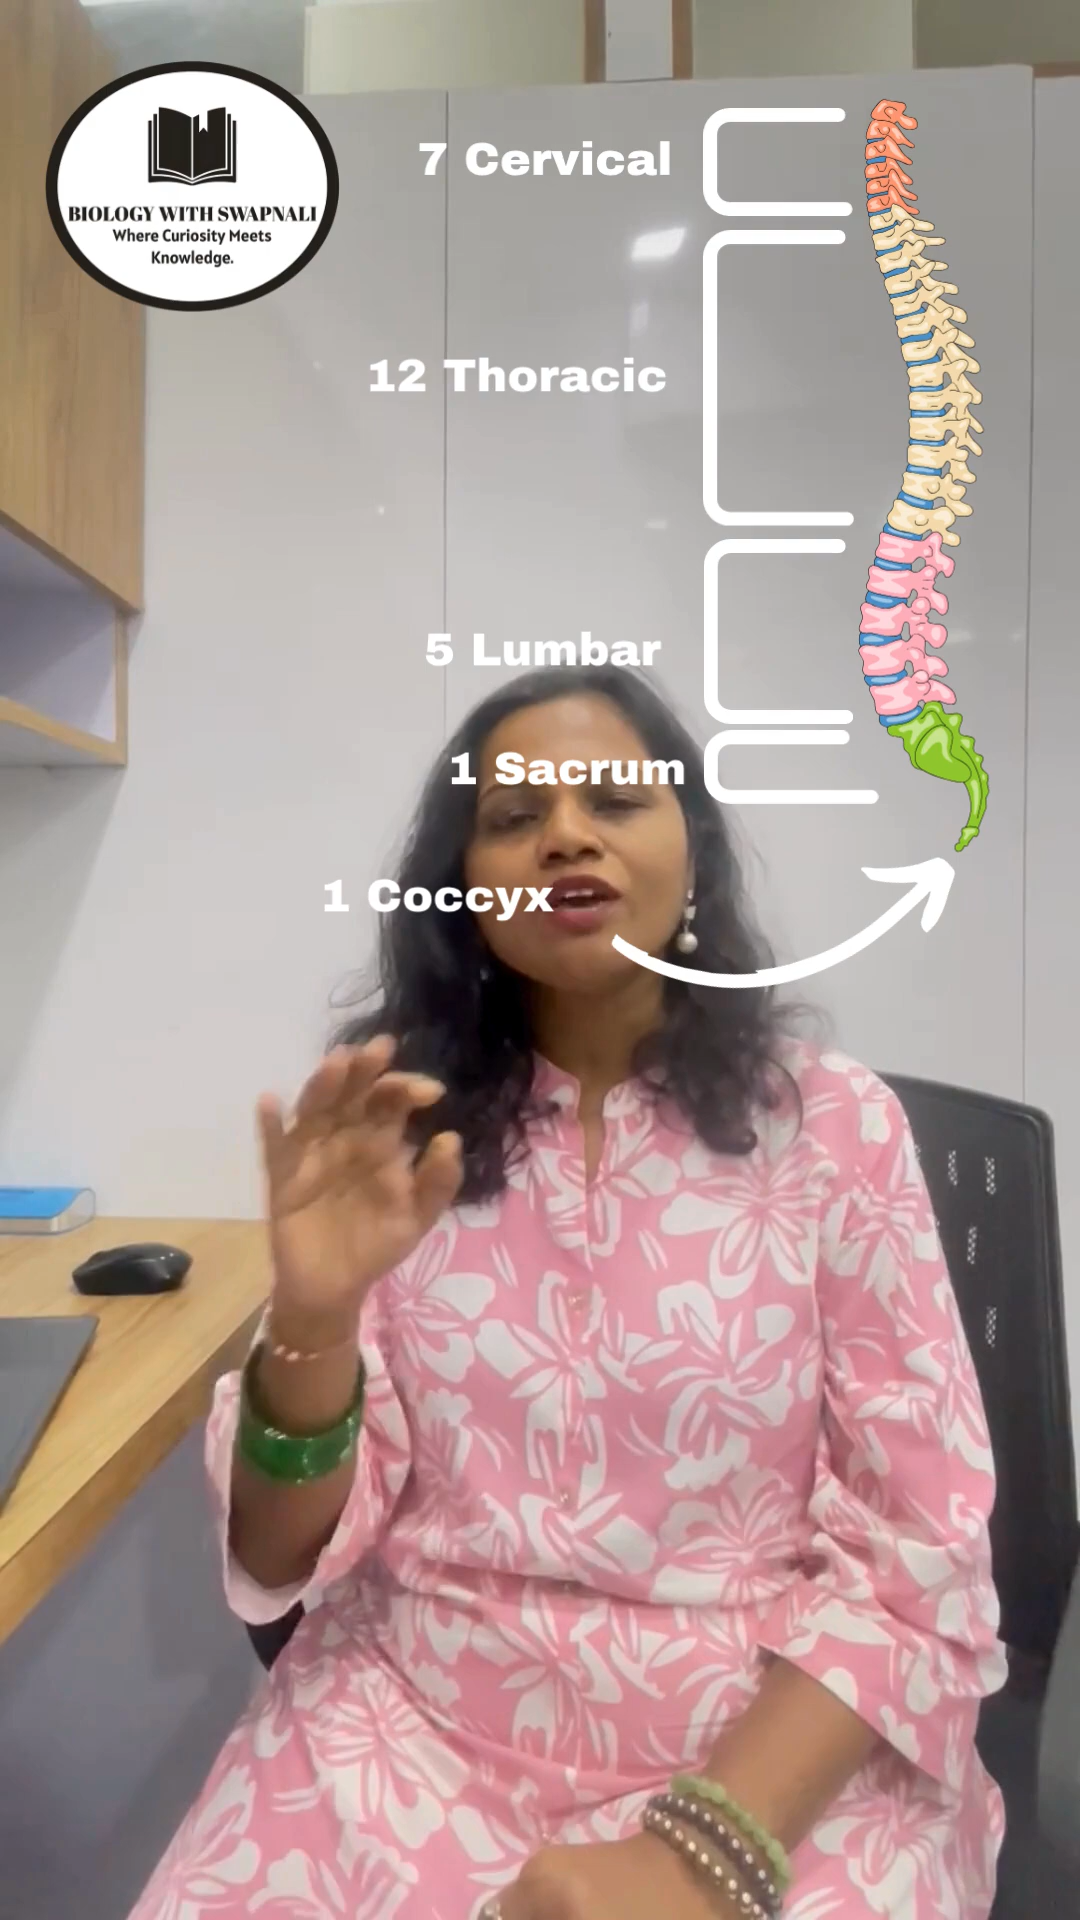 BIOLOGY WITH SWAPNALI
Where Curiosity Meets
Knowledge.
7 Cervical
12 Thoracic
5 Lumbar
1 Sacrum
1 Coccyx